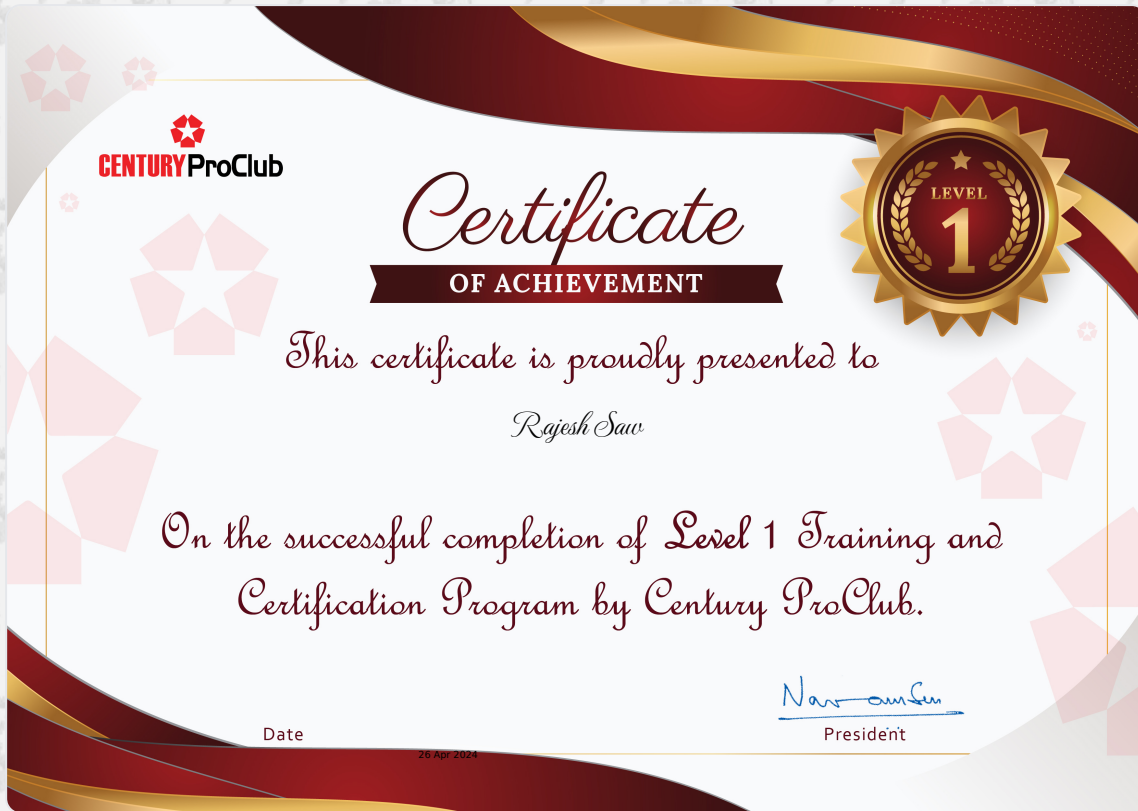 CENTURY ProClub
LEVEL
1
Certificate
OF ACHIEVEMENT
This certificate is proudly presented to
Rajesh Saw
On the successful completion of Level 1 Training and
Certification Program by Century ProClub.
Date
President
26 Apr 2024